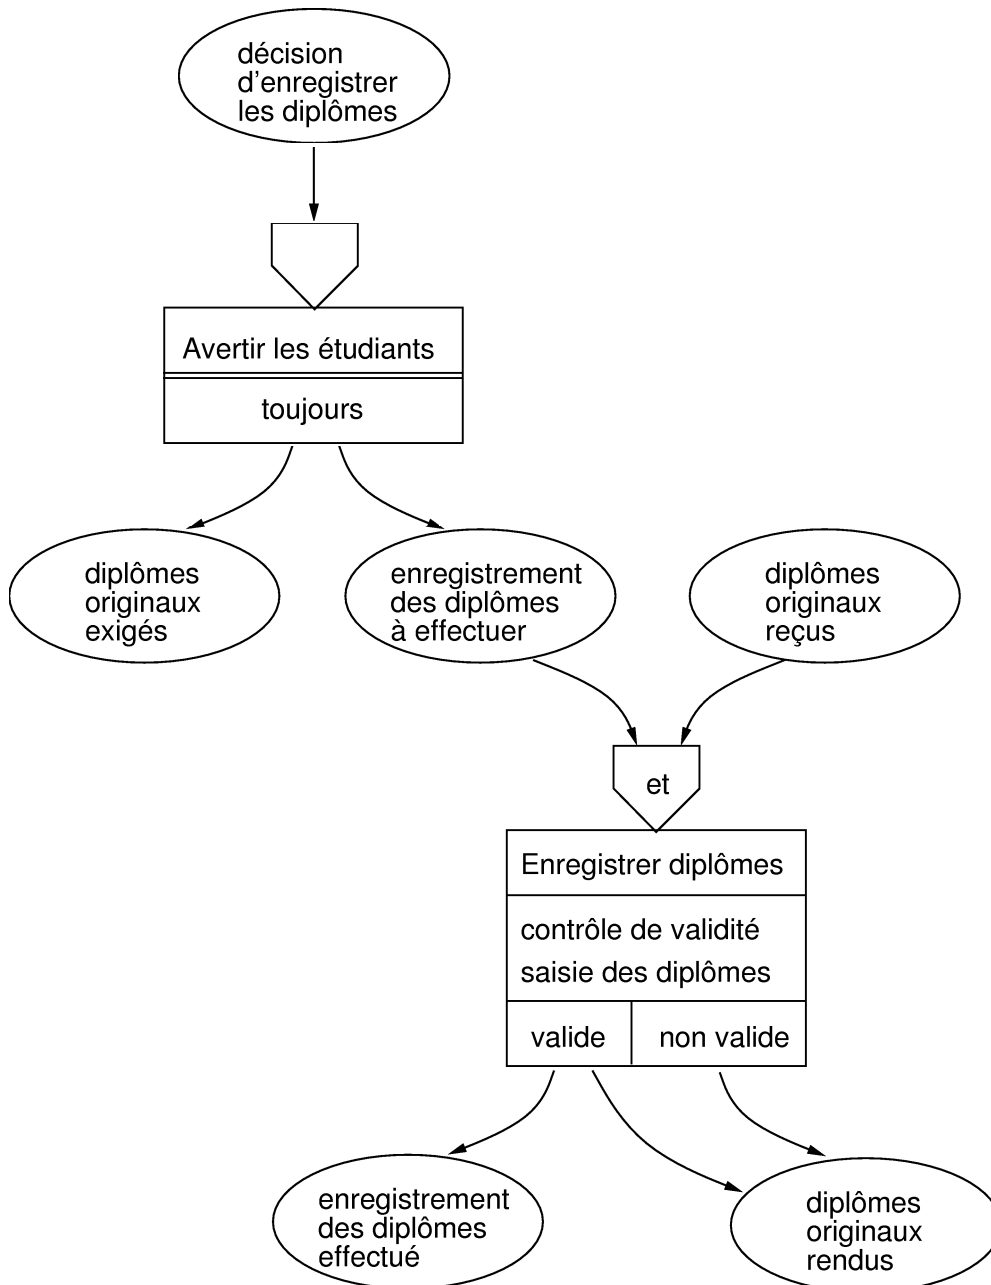 décision
d'enregistrer
les diplômes
Avertir les étudiants
toujours
diplômes
originaux
exigés
enregistrement
des diplômes
à effectuer
diplômes
originaux
reçus
et
Enregistrer diplômes
contrôle de validité
saisie des diplômes
valide
non valide
enregistrement
des diplômes
effectué
diplômes
originaux
rendus